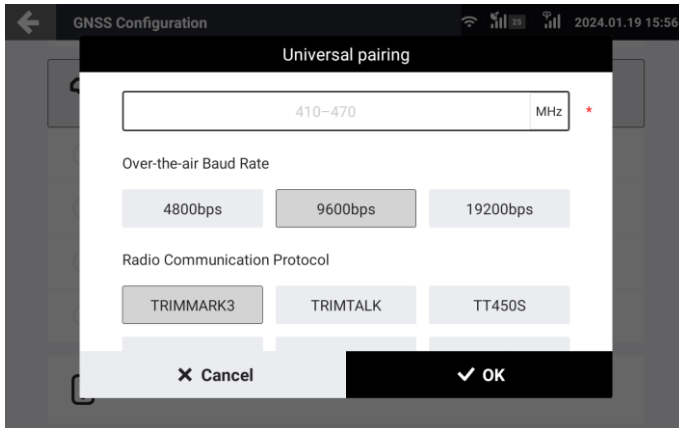 GNSS Configuration 25 2024.01.19 15:56
Universal pairing
410–470 MHz *
Over-the-air Baud Rate
4800bps 9600bps 19200bps
Radio Communication Protocol
TRIMMARK3 TRIMTALK TT450S
Cancel OK